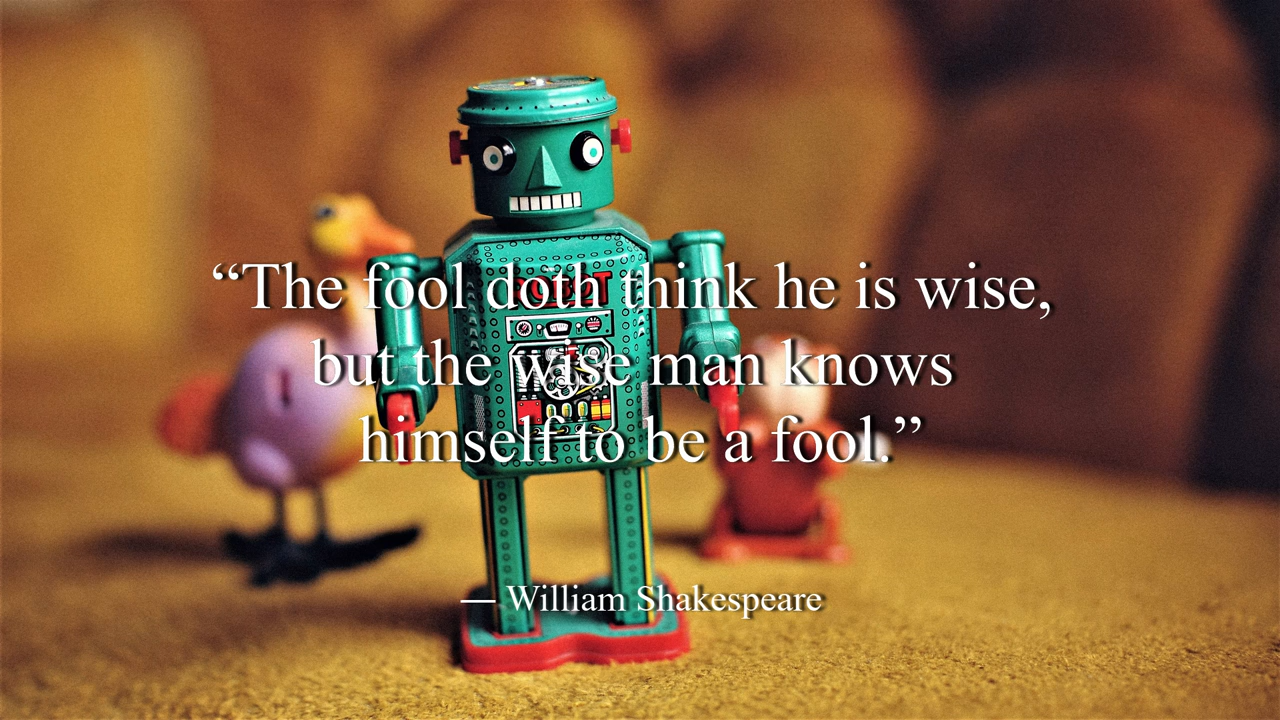 “The fool doth think he is wise,
but the wise man knows
himself to be a fool.”
— William Shakespeare